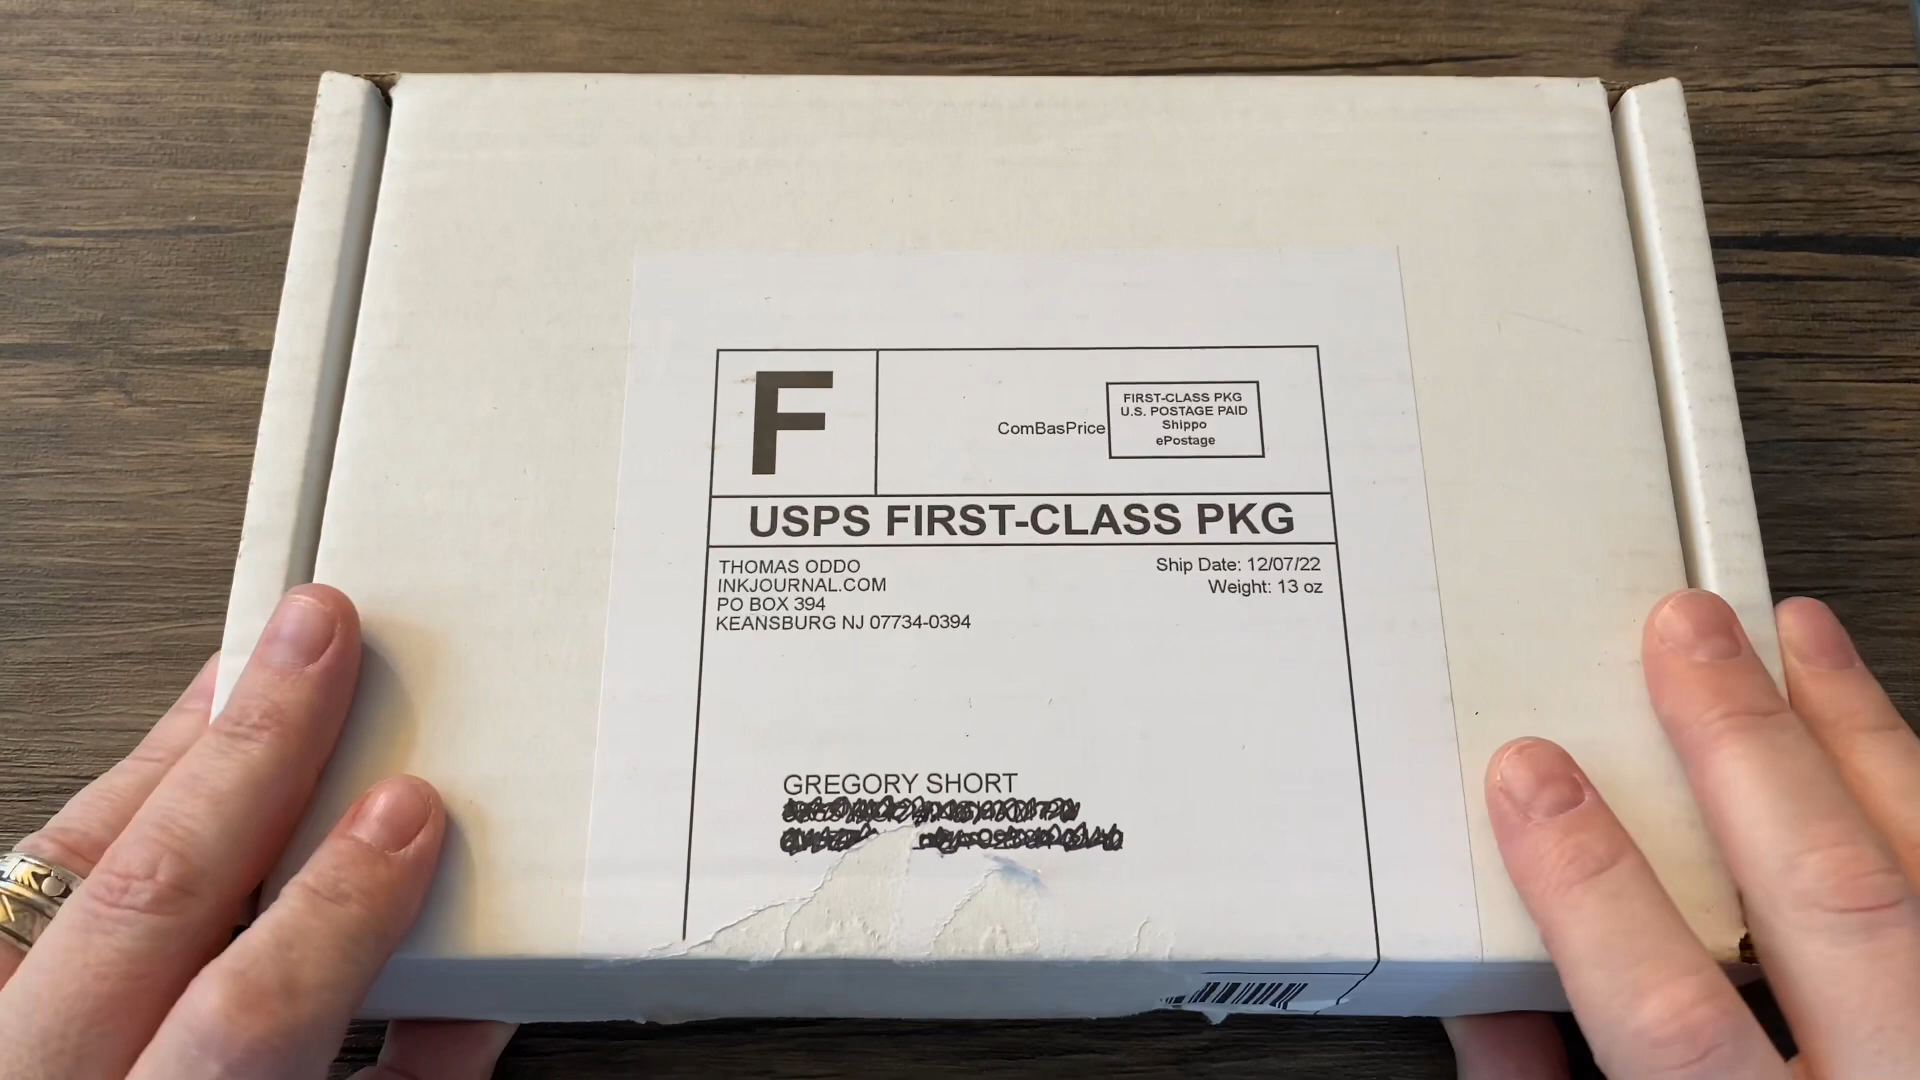 F
ComBasPrice
FIRST-CLASS PKG
U.S. POSTAGE PAID
Shippo
ePostage
USPS FIRST-CLASS PKG
THOMAS ODDO
INKJOURNAL.COM
PO BOX 394
KEANSBURG NJ 07734-0394
Ship Date: 12/07/22
Weight: 13 oz
GREGORY SHORT